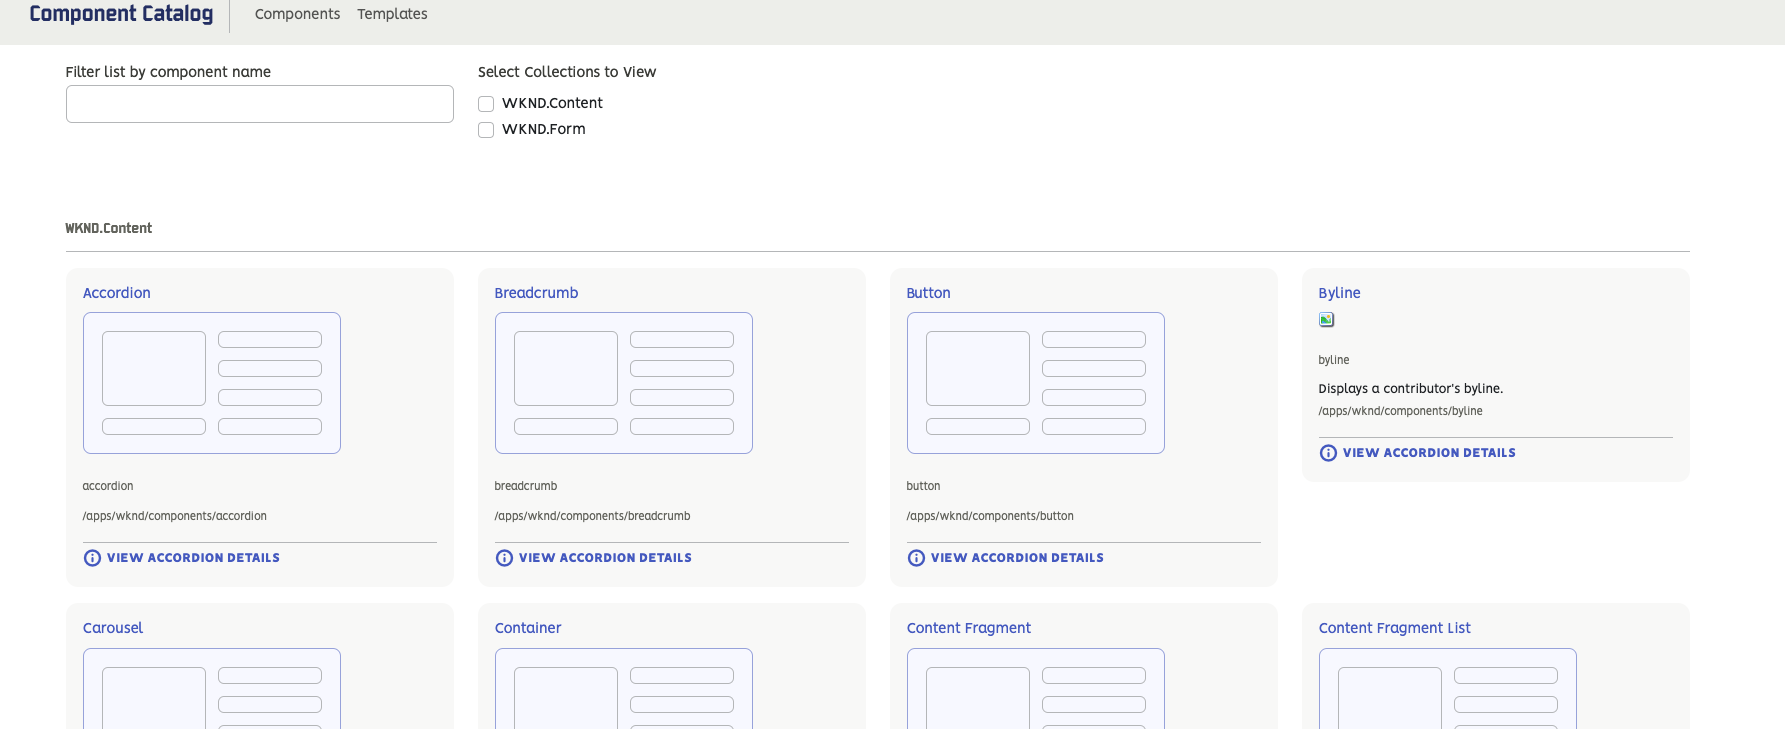 Component Catalog
Components Templates
Filter list by component name
Select Collections to View
WKND.Content
WKND.Form
WKND.Content
Accordion
accordion
/apps/wknd/components/accordion
VIEW ACCORDION DETAILS
Breadcrumb
breadcrumb
/apps/wknd/components/breadcrumb
VIEW ACCORDION DETAILS
Button
button
/apps/wknd/components/button
VIEW ACCORDION DETAILS
Byline
byline
Displays a contributor's byline.
/apps/wknd/components/byline
VIEW ACCORDION DETAILS
Carousel
Container
Content Fragment
Content Fragment List